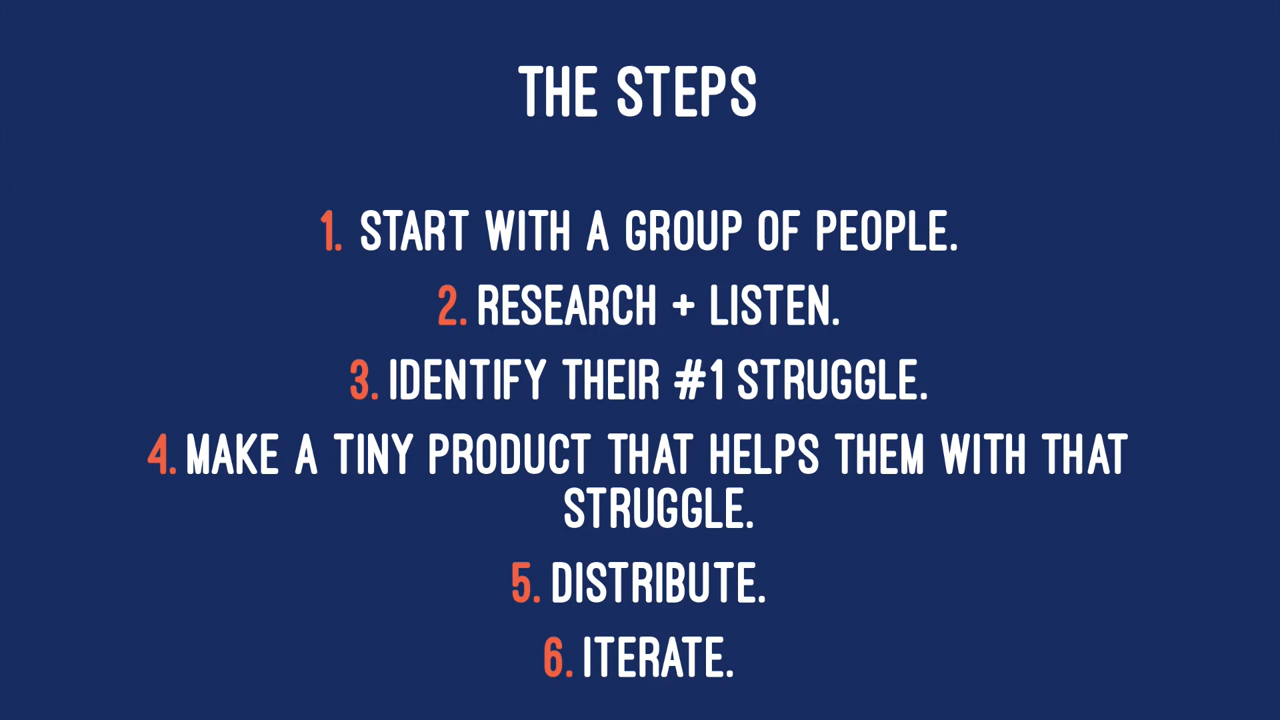 THE STEPS
1. START WITH A GROUP OF PEOPLE.
2. RESEARCH + LISTEN.
3. IDENTIFY THEIR #1 STRUGGLE.
4. MAKE A TINY PRODUCT THAT HELPS THEM WITH THAT
STRUGGLE.
5. DISTRIBUTE.
6. ITERATE.